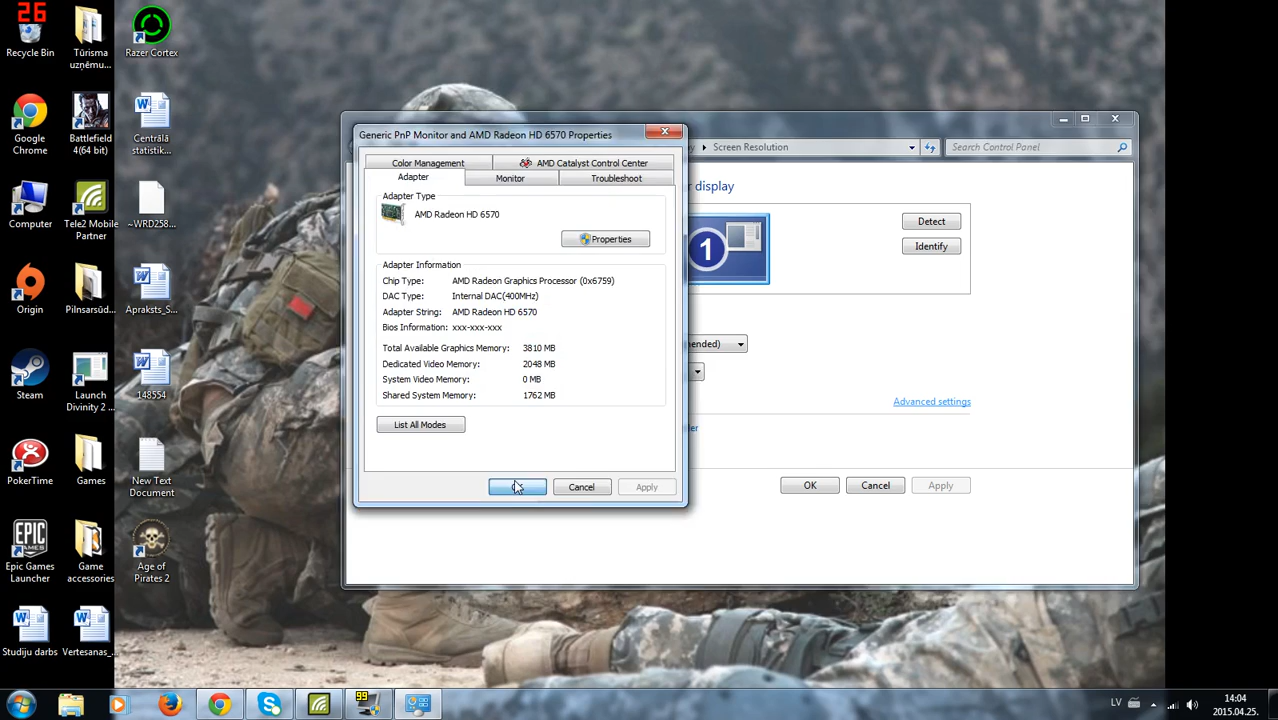 26
Recycle Bin
Tūrisma
uzņēmu...
Razer Cortex
Google
Chrome
Battlefield
4(64 bit)
Centrālā
statistik...
Computer
Tele2 Mobile
Partner
~WRD258...
Origin
Pilnsarsūd...
Apraksts_S...
Steam
Launch
Divinity 2 ...
148554
PokerTime
Games
New Text
Document
EPIC
GAMES
Epic Games
Launcher
Game
accessories
Age of
Pirates 2
Studiju darbs
Vertesanas_...
Generic PnP Monitor and AMD Radeon HD 6570 Properties
Color Management
AMD Catalyst Control Center
Adapter
Monitor
Troubleshoot
Adapter Type
AMD Radeon HD 6570
Properties
Adapter Information
Chip Type: AMD Radeon Graphics Processor (0x6759)
DAC Type: Internal DAC(400MHz)
Adapter String: AMD Radeon HD 6570
Bios Information: xxx-xxx-xxx
Total Available Graphics Memory: 3810 MB
Dedicated Video Memory: 2048 MB
System Video Memory: 0 MB
Shared System Memory: 1762 MB
List All Modes
Cancel
Apply
Screen Resolution
Search Control Panel
display
1
Detect
Identify
Advanced settings
OK
Cancel
Apply
99
LV
14:04
2015.04.25.